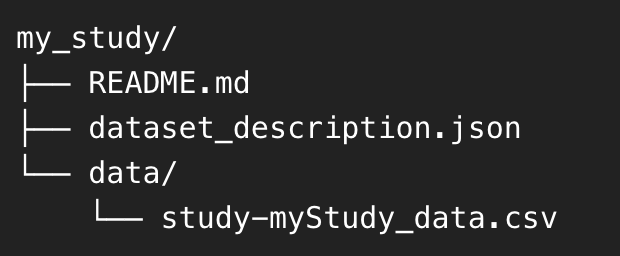 my_study/
├── README.md
├── dataset_description.json
└── data/
    └── study-myStudy_data.csv